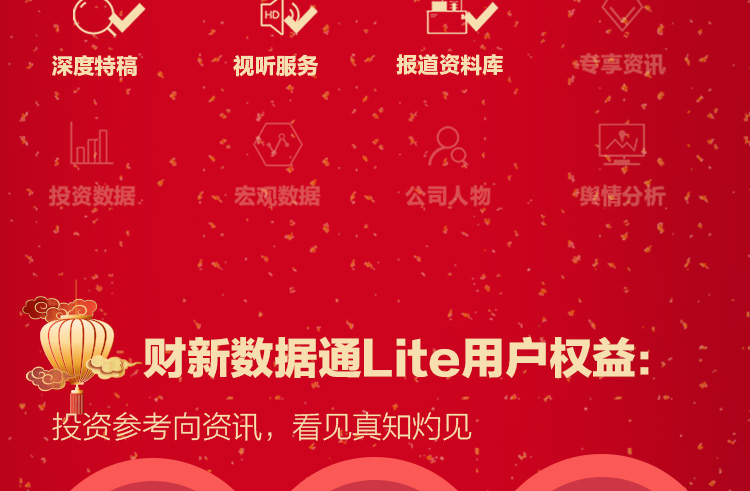 HD
深度特稿 视听服务 报道资料库 专享资讯
投资数据 宏观数据 公司人物 舆情分析
财新数据通Lite用户权益:
投资参考向资讯，看见真知灼见